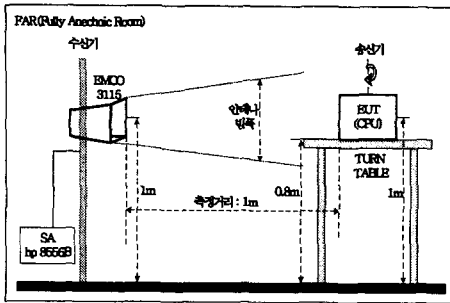 FAR(Fully Anechoic Room)
수신기
송신기
EMCO
3115
안테나
빔폭
EUT
(CPU)
TURN
TABLE
1m
0.8m
1m
측정거리 : 1m
SA
hp 8566B